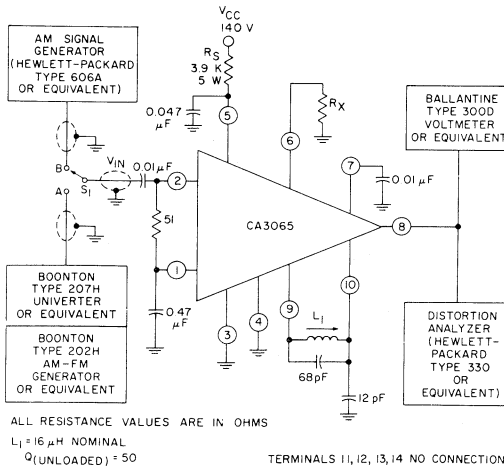 AM SIGNAL
GENERATOR
(HEWLETT-PACKARD
TYPE 606A
OR EQUIVALENT)
VCC
140 V
RS
3.9 K
5 W
0.047
μF
5
6
RX
BALLANTINE
TYPE 300D
VOLTMETER
OR EQUIVALENT
B
S1
A
VIN
0.01 μF
2
7
0.01 μF
51
CA3065
8
1
0.47
μF
3
4
9
10
L1
68 pF
12 pF
BOONTON
TYPE 207H
UNIVERTER
OR EQUIVALENT
BOONTON
TYPE 202H
AM-FM
GENERATOR
OR EQUIVALENT
DISTORTION
ANALYZER
(HEWLETT-
PACKARD
TYPE 330
OR
EQUIVALENT)
ALL RESISTANCE VALUES ARE IN OHMS
L1 = 16 μH NOMINAL
Q(UNLOADED) = 50
TERMINALS 11, 12, 13, 14 NO CONNECTION